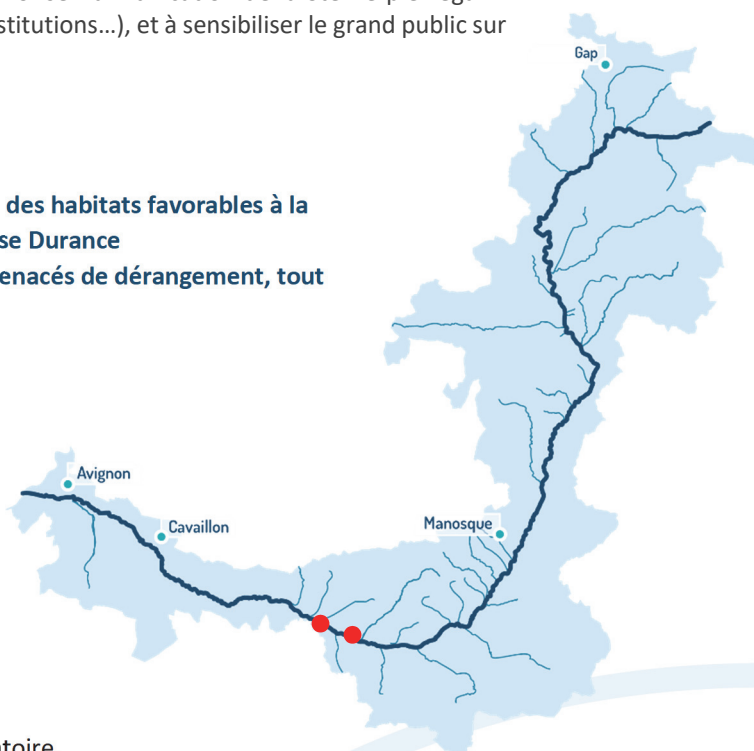 stitutions…), et à sensibiliser le grand public sur
Gap
des habitats favorables à la
se Durance
enacés de dérangement, tout
Avignon
Cavaillon
Manosque
toire